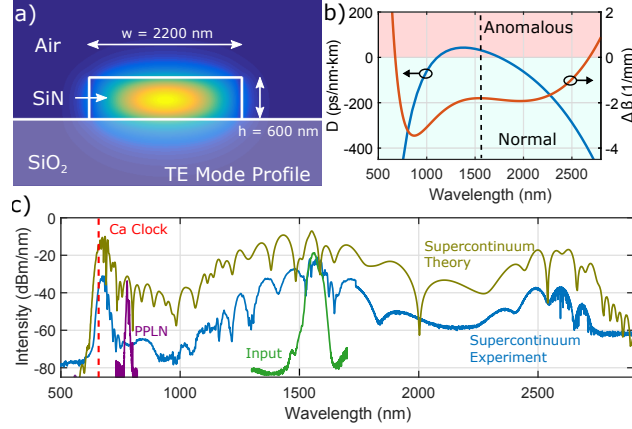 a)
Air
w = 2200 nm
SiN
h = 600 nm
SiO₂
TE Mode Profile
b)
200
0
-200
-400
D (ps/nm·km)
Anomalous
Normal
2
0
-2
-4
Δβ (1/mm)
500 1000 1500 2000 2500
Wavelength (nm)
c)
0
-20
-40
-60
-80
Intensity (dBm/nm)
Ca Clock
PPLN
Input
Supercontinuum
Theory
Supercontinuum
Experiment
500 1000 1500 2000 2500
Wavelength (nm)